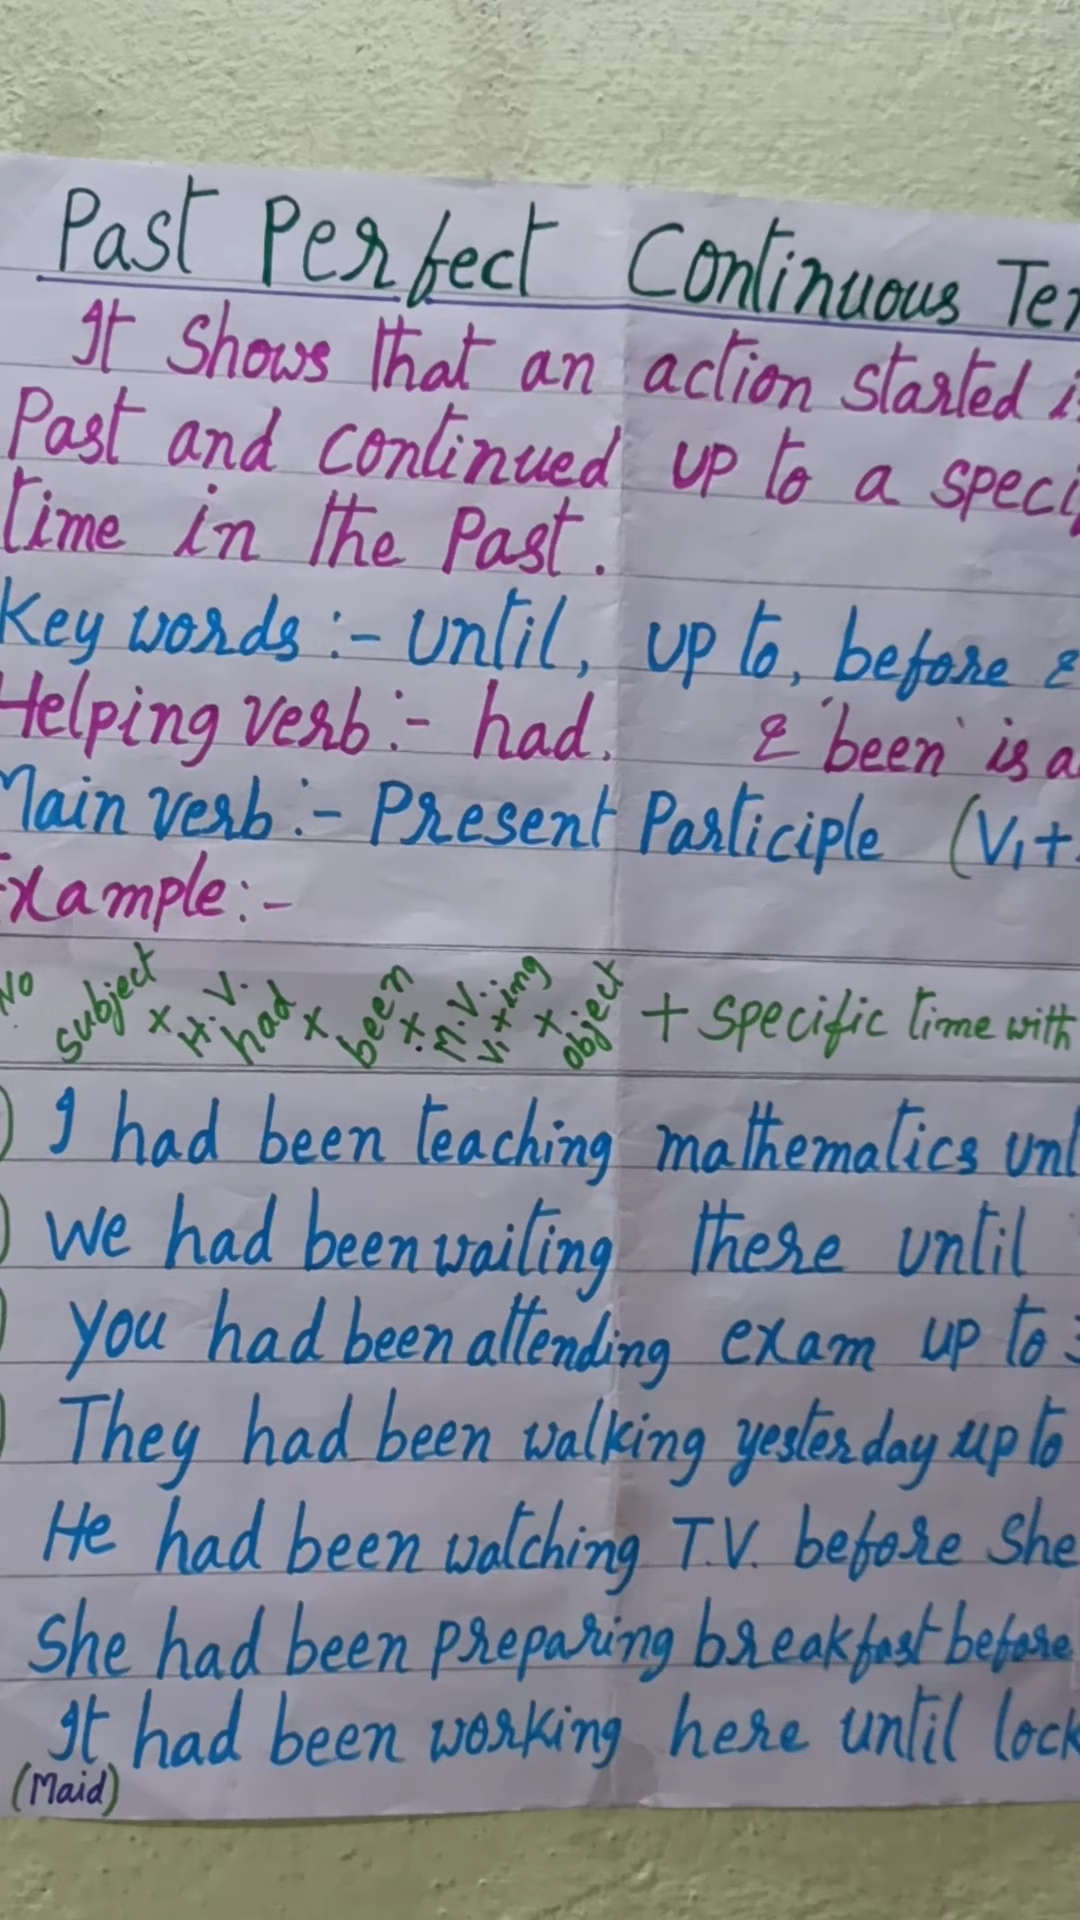 Past Perfect Continuous Ten
It Shows that an action started i
Past and continued up to a speci
time in the Past.
Key words :- until, up to, before &
Helping verb :- had. & 'been' is a
Main verb :- Present Participle (V1+
Example:-
No subject x H.V. had x been x M.V. V1+ing x object + specific time with
I had been teaching mathematics unt
We had been waiting there until
you had been attending exam up to
They had been walking yesterday up to
He had been watching T.V. before She
She had been preparing breakfast before
It had been working here until lock
(Maid)